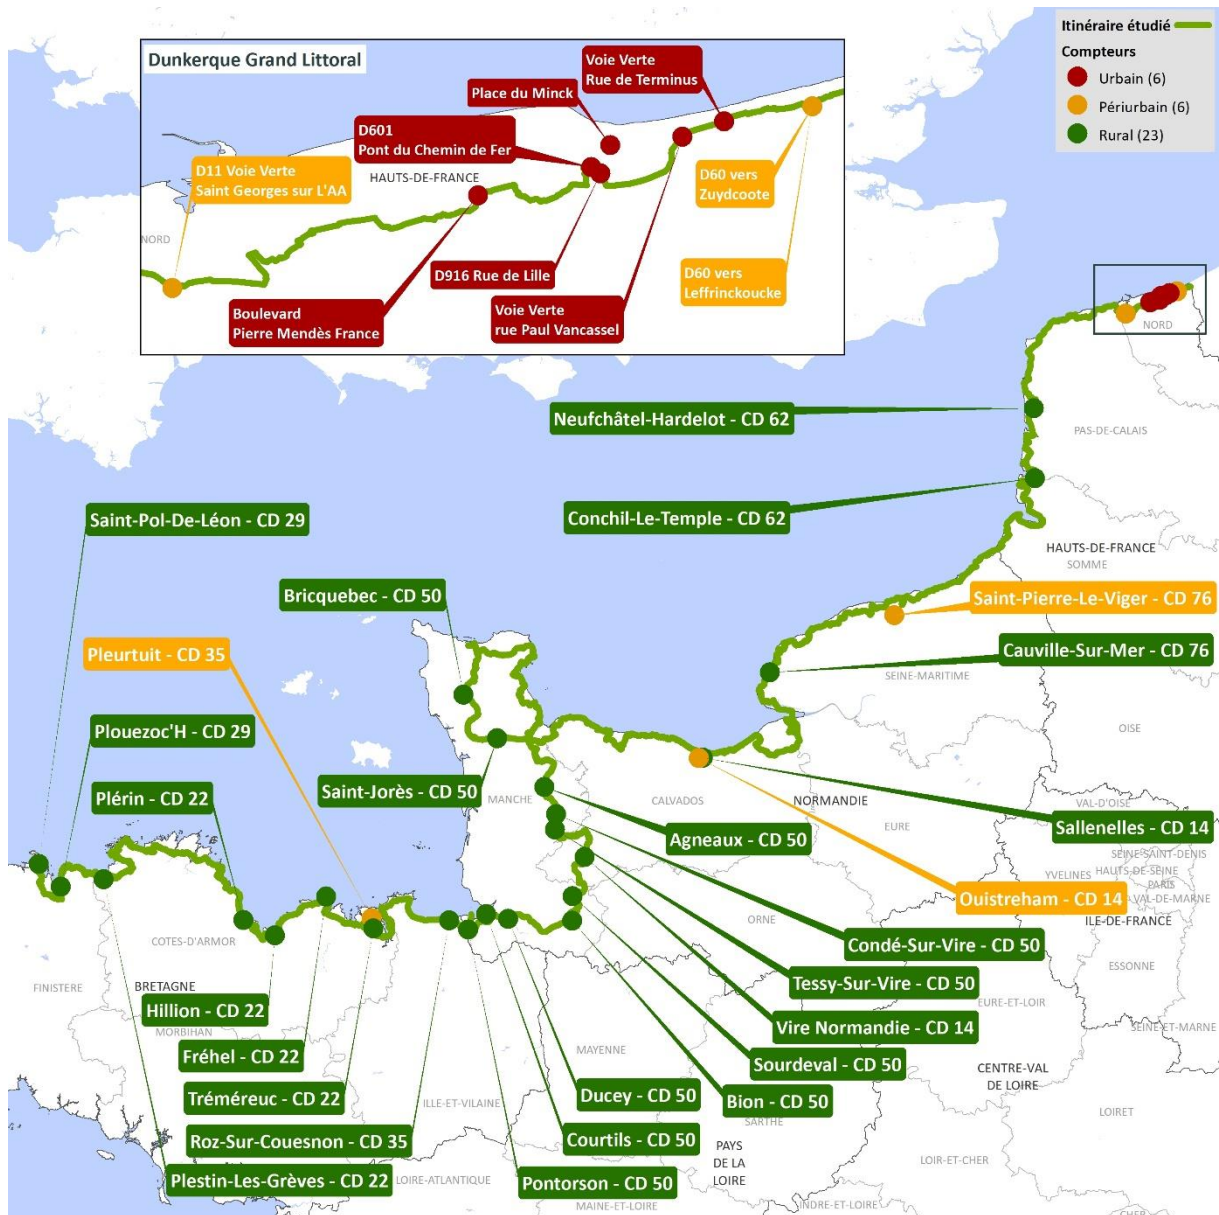 Itinéraire étudié
Compteurs
Urbain (6)
Périurbain (6)
Rural (23)
Dunkerque Grand Littoral
Voie Verte
Rue de Terminus
Place du Minck
D601
Pont du Chemin de Fer
D11 Voie Verte
Saint Georges sur L'AA
HAUTS-DE-FRANCE
D60 vers
Zuydcoote
NORD
D916 Rue de Lille
D60 vers
Leffrinckoucke
Boulevard
Pierre Mendès France
Voie Verte
rue Paul Vancassel
NORD
Neufchâtel-Hardelot - CD 62
PAS-DE-CALAIS
Saint-Pol-De-Léon - CD 29
Conchil-Le-Temple - CD 62
HAUTS-DE-FRANCE
SOMME
Bricquebec - CD 50
Saint-Pierre-Le-Viger - CD 76
Pleurtuit - CD 35
Cauville-Sur-Mer - CD 76
SEINE-MARITIME
Plouezoc'H - CD 29
OISE
Plérin - CD 22
Saint-Jorès - CD 50
MANCHE
CALVADOS
NORMANDIE
VAL-D'OISE
EURE
Sallenelles - CD 14
Agneaux - CD 50
SEINE-SAINT-DENIS
HAUTS-DE-SEINE
YVELINES
PARIS
VAL-DE-MARNE
Ouistreham - CD 14
ILE-DE-FRANCE
ORNE
COTES-D'ARMOR
Condé-Sur-Vire - CD 50
ESSONNE
FINISTERE
BRETAGNE
Tessy-Sur-Vire - CD 50
EURE-ET-LOIR
Hillion - CD 22
MORBIHAN
Vire Normandie - CD 14
SEINE-ET-MARNE
Fréhel - CD 22
MAYENNE
Sourdeval - CD 50
CENTRE-VAL
DE LOIRE
Trémereuc - CD 22
ILLE-ET-VILAINE
Ducey - CD 50
Bion - CD 50
LOIRET
SARTHE
Roz-Sur-Couesnon - CD 35
Courtils - CD 50
PAYS
DE LA
LOIRE
LOIR-ET-CHER
Plestin-Les-Grèves - CD 22
LOIRE-ATLANTIQUE
Pontorson - CD 50
MAINE-ET-LOIRE
INDRE-ET-LOIRE
CHER